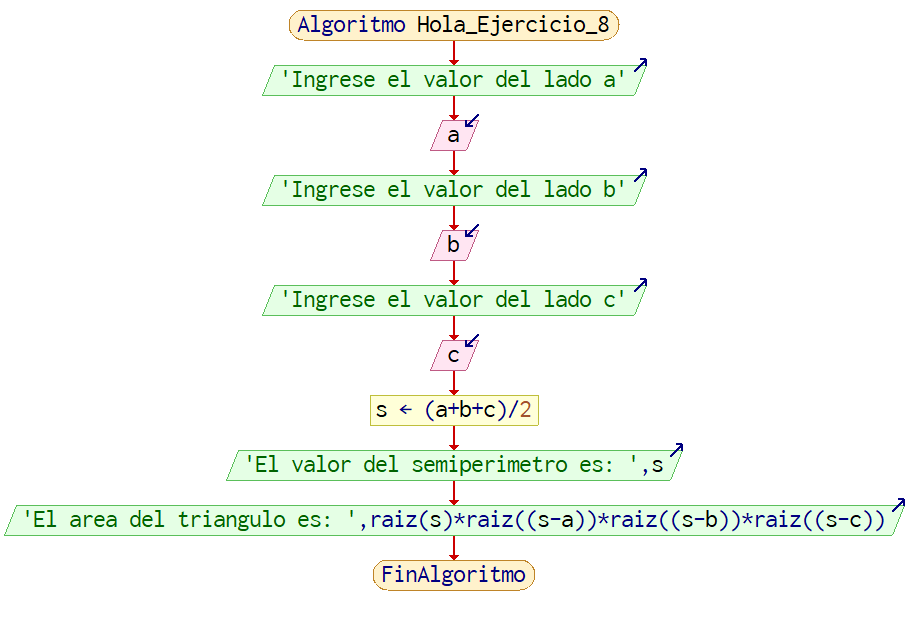 Algoritmo Hola_Ejercicio_8
'Ingrese el valor del lado a'
a
'Ingrese el valor del lado b'
b
'Ingrese el valor del lado c'
c
s ← (a+b+c)/2
'El valor del semiperimetro es: ',s
'El area del triangulo es: ',raiz(s)*raiz((s-a))*raiz((s-b))*raiz((s-c))
FinAlgoritmo